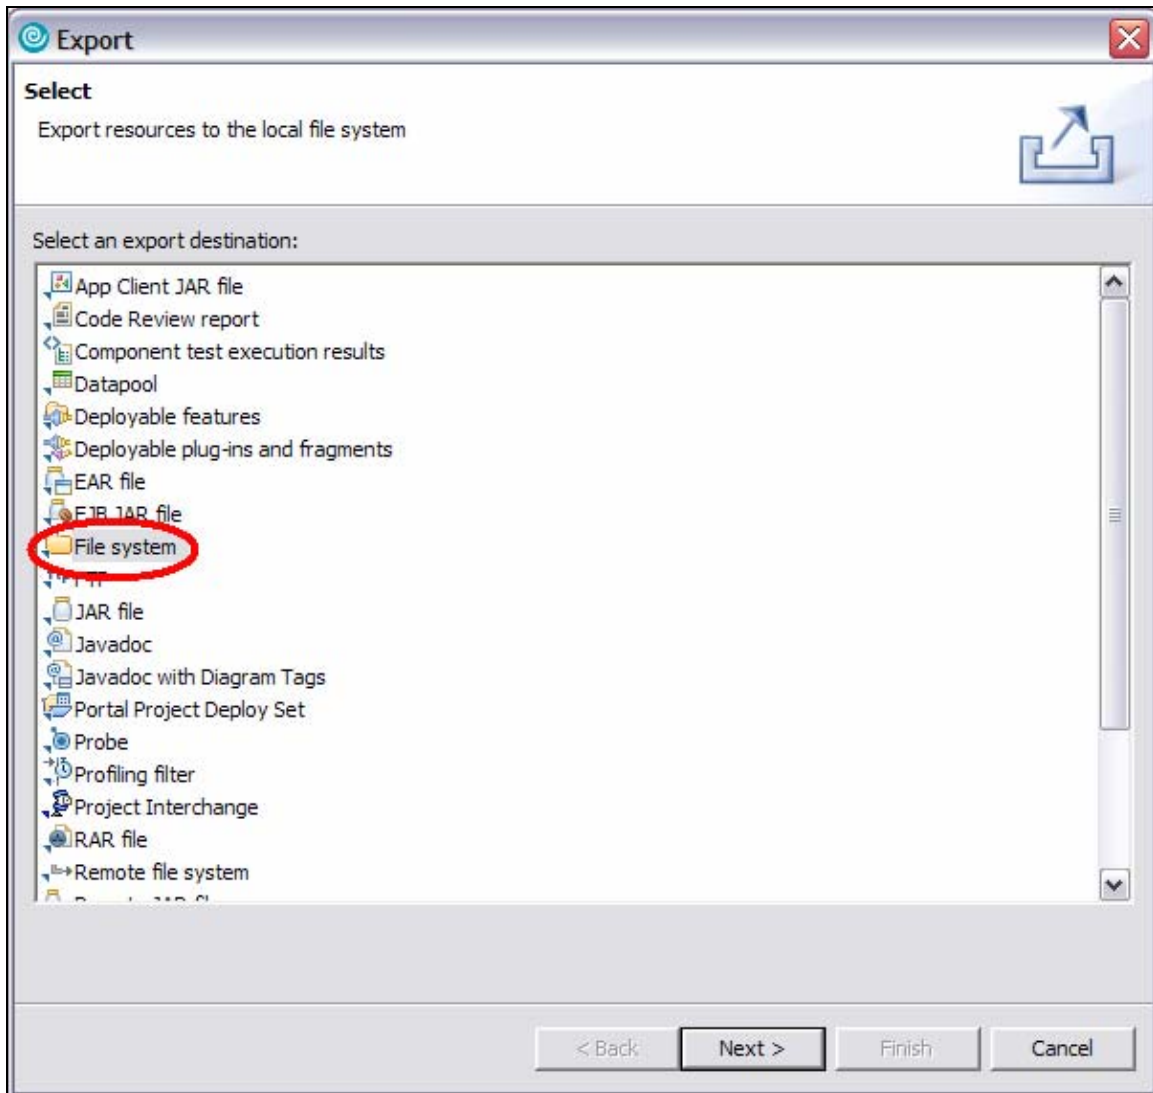 Export
Select
Export resources to the local file system
Select an export destination:
App Client JAR file
Code Review report
Component test execution results
Datapool
Deployable features
Deployable plug-ins and fragments
EAR file
EJB JAR file
File system
JAR file
Javadoc
Javadoc with Diagram Tags
Portal Project Deploy Set
Probe
Profiling filter
Project Interchange
RAR file
Remote file system
< Back
Next >
Finish
Cancel